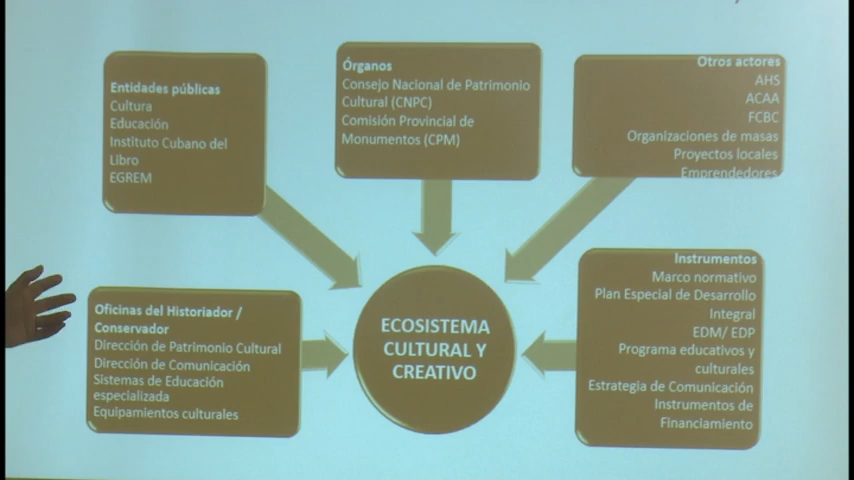 Entidades públicas
Cultura
Educación
Instituto Cubano del
Libro
EGREM
Órganos
Consejo Nacional de Patrimonio
Cultural (CNPC)
Comisión Provincial de
Monumentos (CPM)
Otros actores
AHS
ACAA
FCBC
Organizaciones de masas
Proyectos locales
Emprendedores
Oficinas del Historiador /
Conservador
Dirección de Patrimonio Cultural
Dirección de Comunicación
Sistemas de Educación
especializada
Equipamientos culturales
ECOSISTEMA
CULTURAL Y
CREATIVO
Instrumentos
Marco normativo
Plan Especial de Desarrollo
Integral
EDM/ EDP
Programa educativos y
culturales
Estrategia de Comunicación
Instrumentos de
Financiamiento